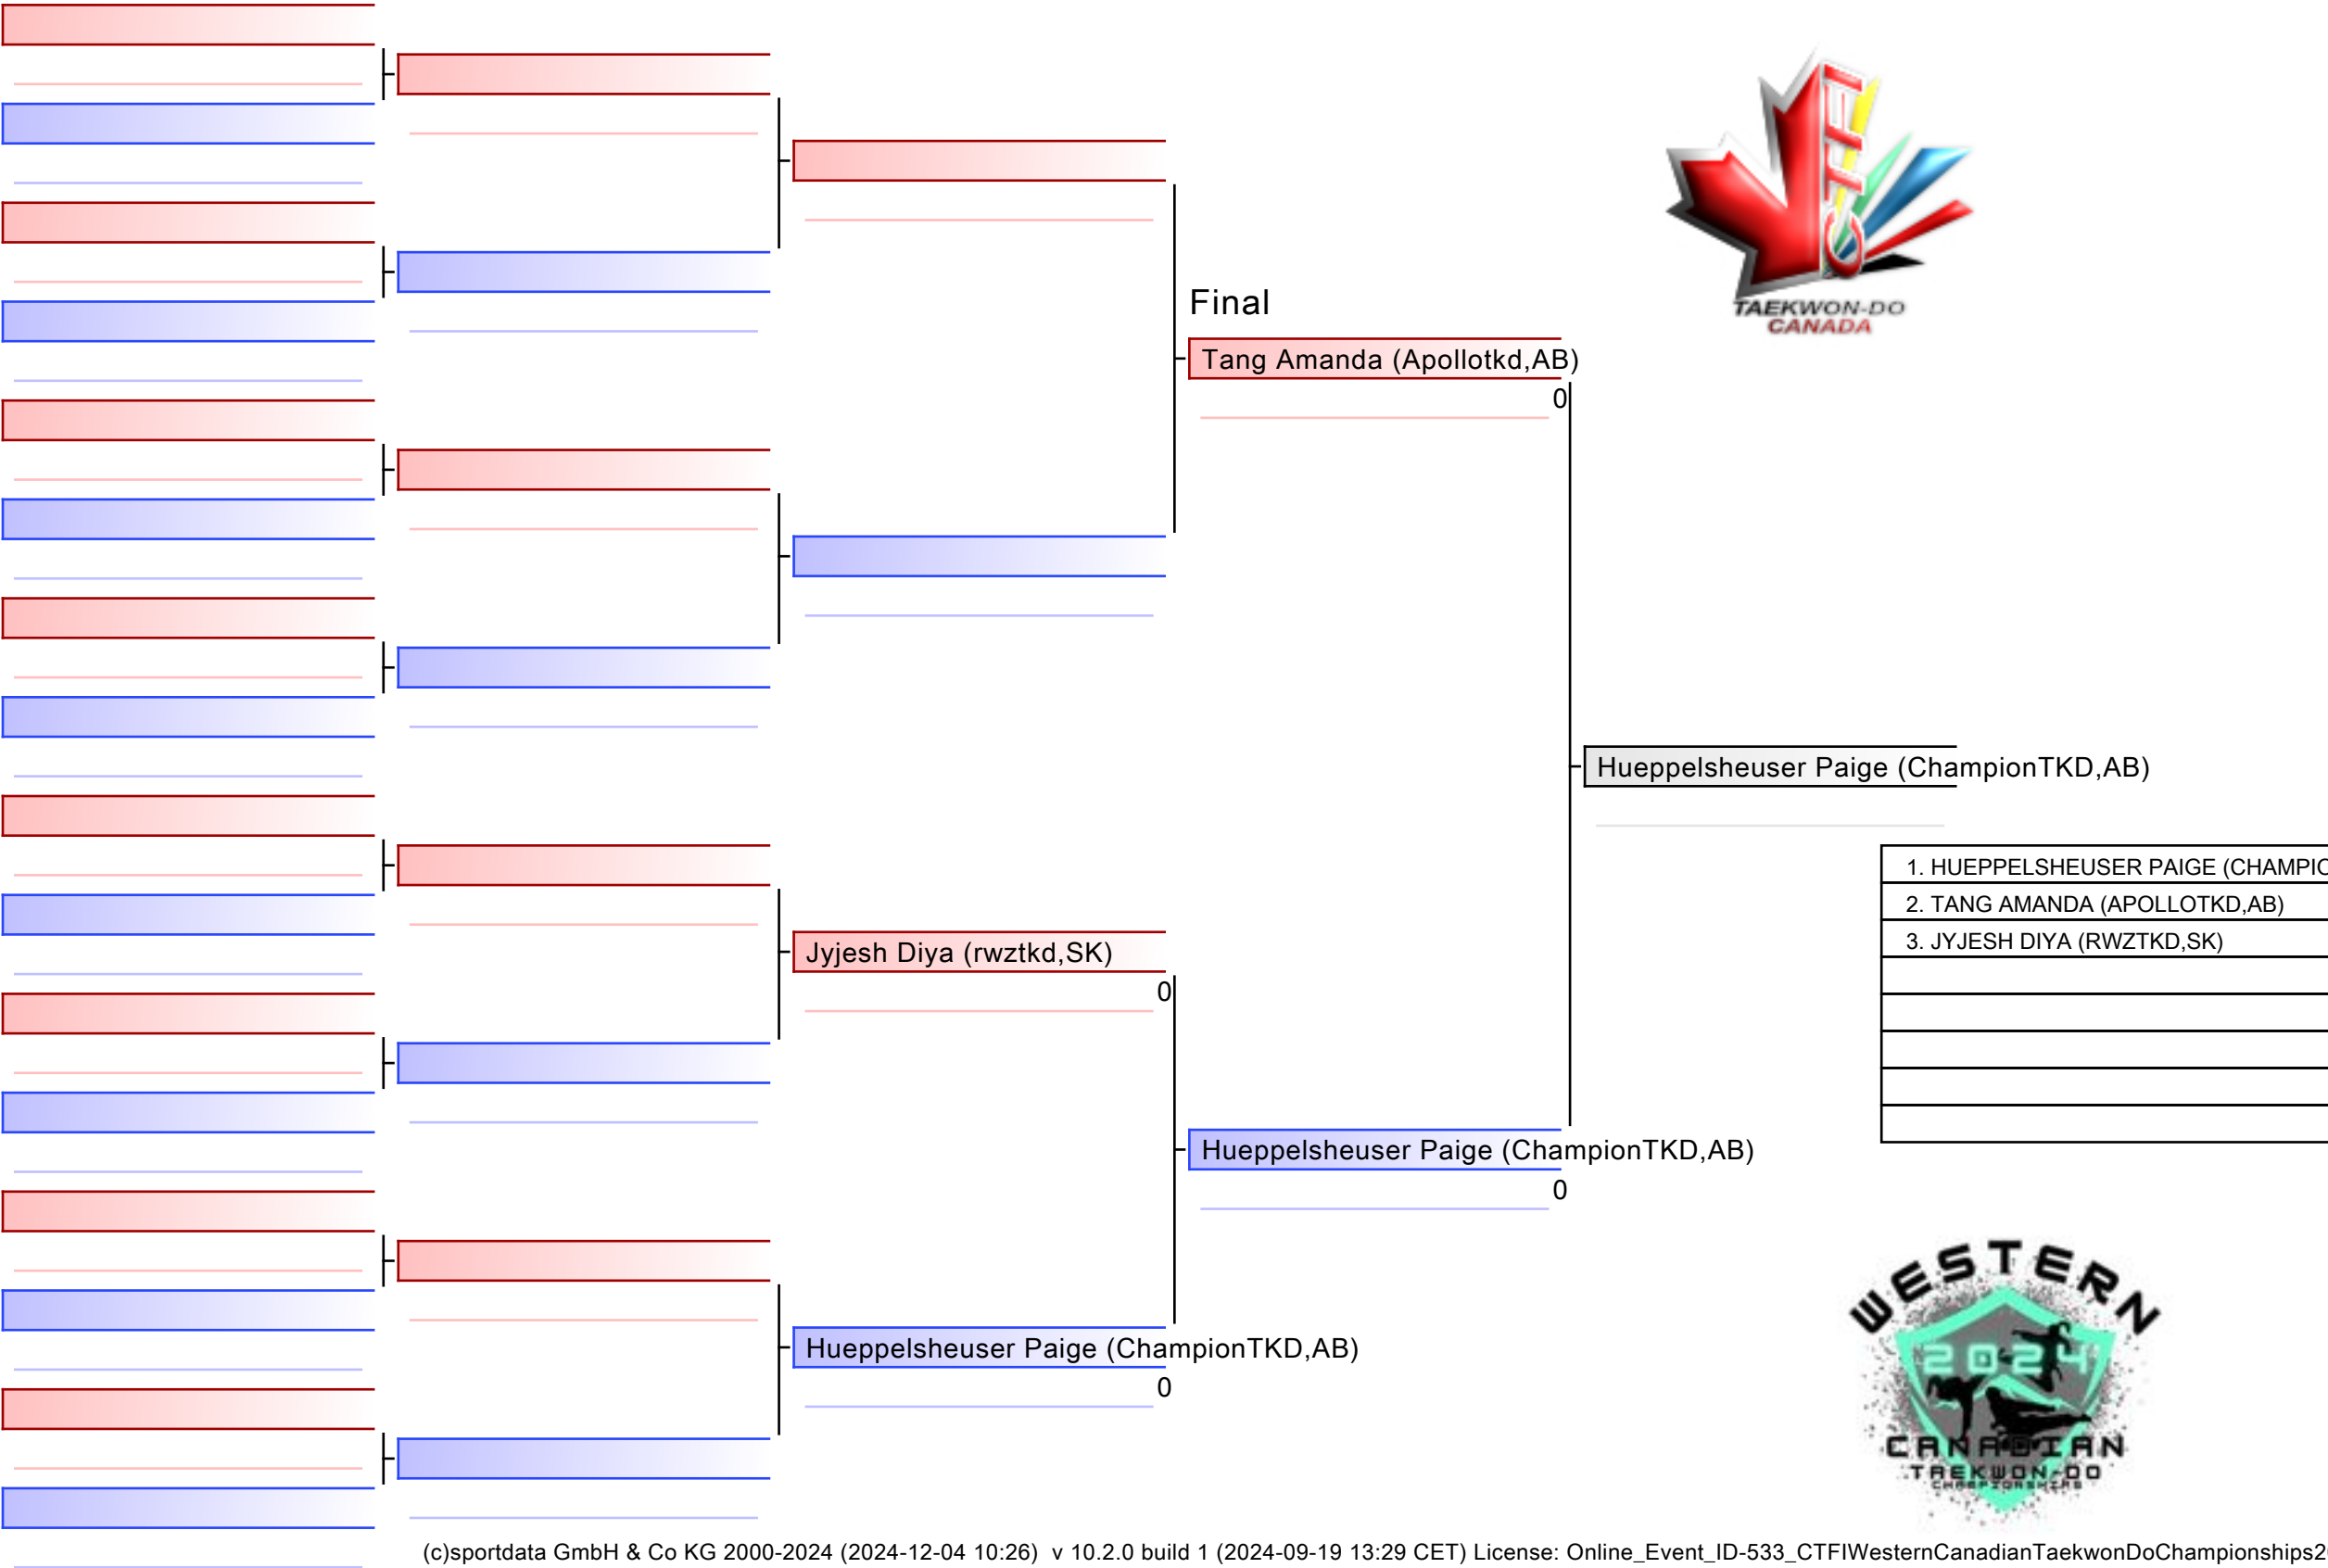 CTFI
TAEKWON-DO
CANADA
Final
Tang Amanda (Apollotkd,AB)
0
Hueppelsheuser Paige (ChampionTKD,AB)
1. HUEPPELSHEUSER PAIGE (CHAMPIO
2. TANG AMANDA (APOLLOTKD,AB)
3. JYJESH DIYA (RWZTKD,SK)
Jyjesh Diya (rwztkd,SK)
0
Hueppelsheuser Paige (ChampionTKD,AB)
0
Hueppelsheuser Paige (ChampionTKD,AB)
0
WESTERN
2024
CANADIAN
TAEKWON-DO
CHAMPIONSHIPS
(c)sportdata GmbH & Co KG 2000-2024 (2024-12-04 10:26) v 10.2.0 build 1 (2024-09-19 13:29 CET) License: Online_Event_ID-533_CTFIWesternCanadianTaekwonDoChampionships2